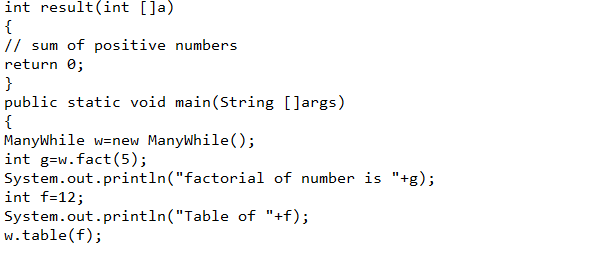 int result(int []a)
{
// sum of positive numbers
return 0;
}
public static void main(String []args)
{
ManyWhile w=new ManyWhile();
int g=w.fact(5);
System.out.println("factorial of number is "+g);
int f=12;
System.out.println("Table of "+f);
w.table(f);